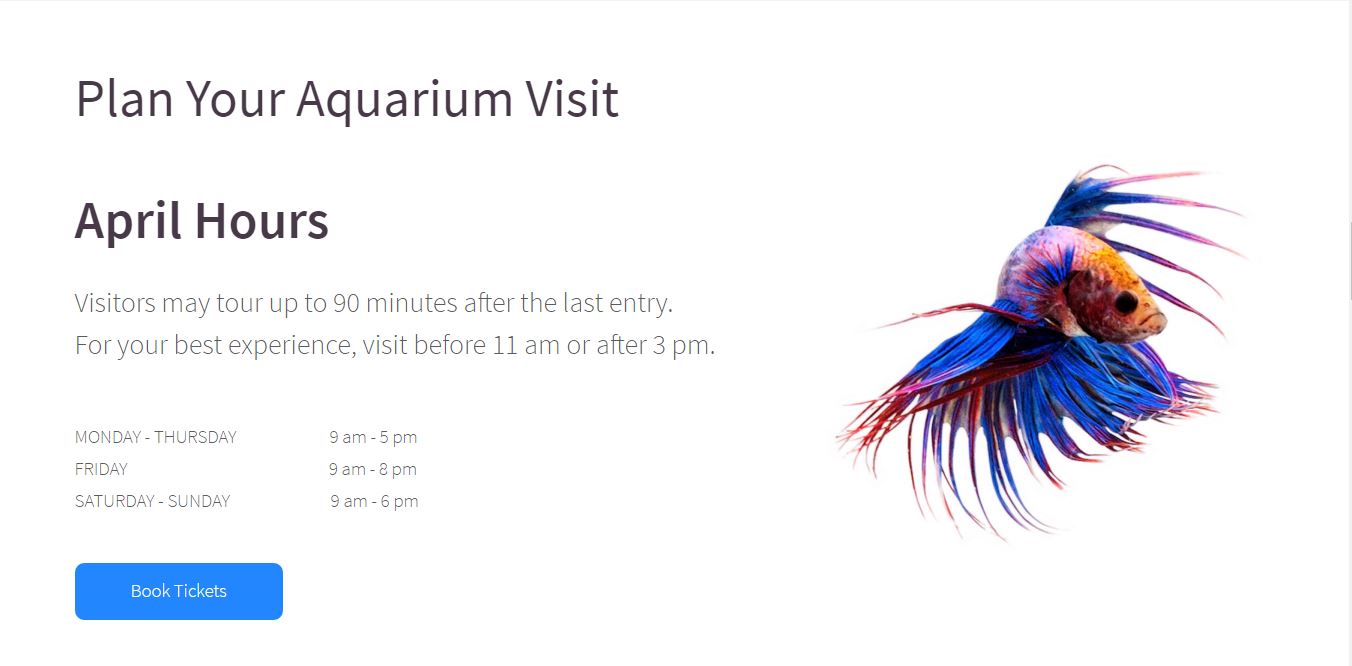 Plan Your Aquarium Visit
April Hours
Visitors may tour up to 90 minutes after the last entry.
For your best experience, visit before 11 am or after 3 pm.
MONDAY - THURSDAY 9 am - 5 pm
FRIDAY 9 am - 8 pm
SATURDAY - SUNDAY 9 am - 6 pm
Book Tickets